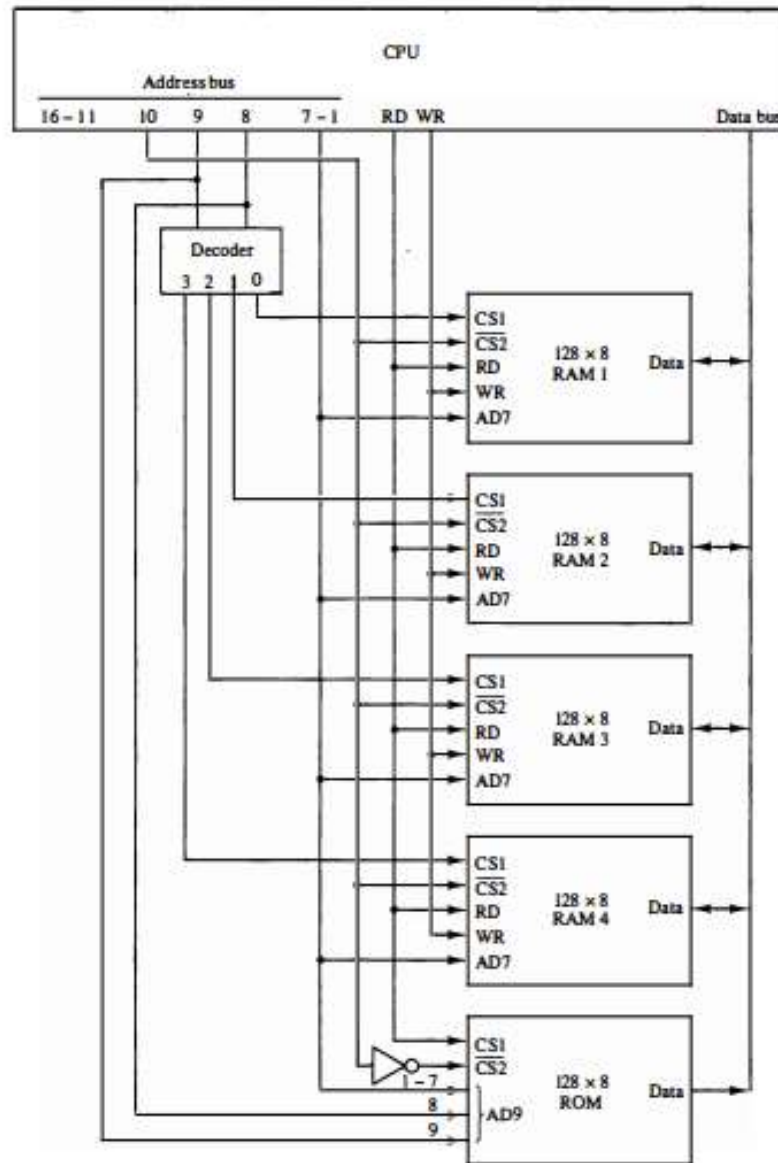 CPU
Address bus
16 – 11 10 9 8 7 – 1 RD WR Data bus
Decoder
3 2 1 0
CS1
CS2
RD
WR
AD7
128 × 8
RAM 1
Data
CS1
CS2
RD
WR
AD7
128 × 8
RAM 2
Data
CS1
CS2
RD
WR
AD7
128 × 8
RAM 3
Data
CS1
CS2
RD
WR
AD7
128 × 8
RAM 4
Data
CS1
CS2
1 – 7
8
9
AD9
128 × 8
ROM
Data